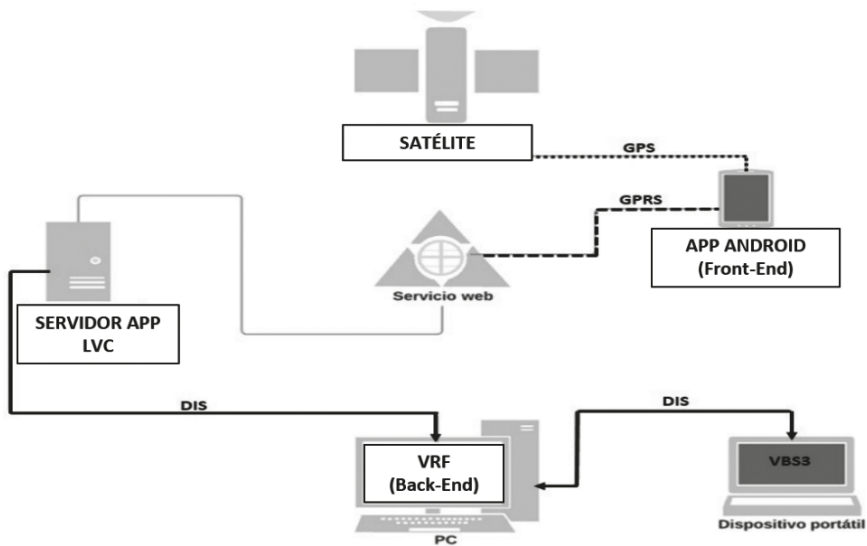 SATÉLITE
GPS
GPRS
APP ANDROID
(Front-End)
Servicio web
SERVIDOR APP
LVC
DIS
DIS
VRF
(Back-End)
VBS3
PC
Dispositivo portátil